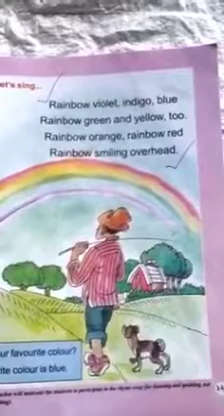 et's sing...
Rainbow violet, indigo, blue
Rainbow green and yellow, too.
Rainbow orange, rainbow red
Rainbow smiling overhead.
ur favourite colour?
ite colour is blue.